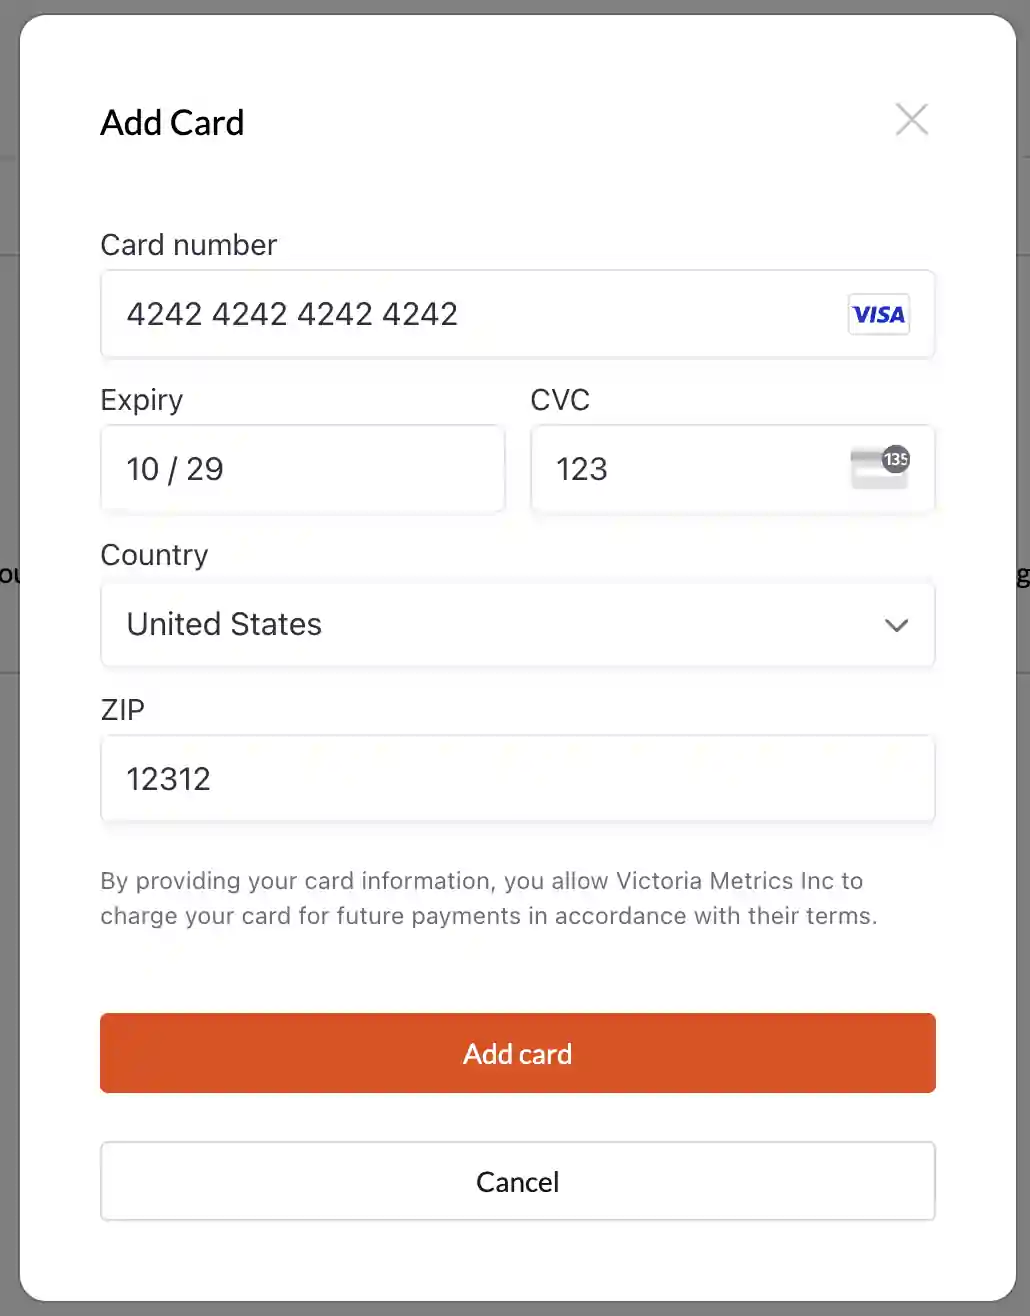 Add Card
Card number
4242 4242 4242 4242
VISA
Expiry
CVC
10 / 29
123
135
Country
United States
ZIP
12312
By providing your card information, you allow Victoria Metrics Inc to
charge your card for future payments in accordance with their terms.
Add card
Cancel